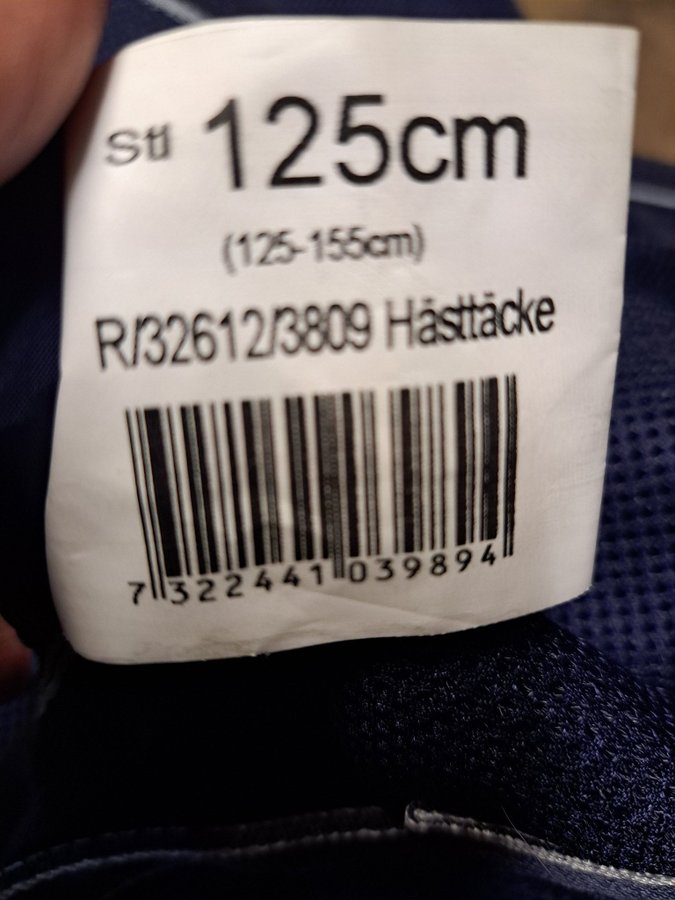 Stl 125cm
(125-155cm)
R/32612/3809 Hästtäcke
7 322441 039894